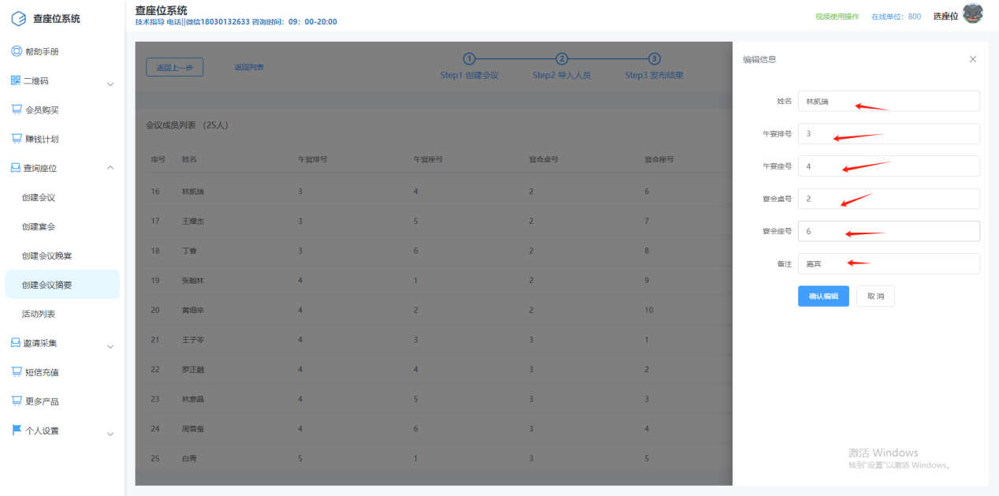 查座位系统
查座位系统
技术指导 电话||微信18030132633 咨询时间：09：00-20:00
视频使用操作 在线单位：800 选座位
帮助手册
二维码
会员购买
赚钱计划
查询座位
创建会议
创建宴会
创建会议晚宴
创建会议摘要
活动列表
邀请采集
短信充值
更多产品
个人设置
返回上一步 返回列表
1 2 3
Step1 创建会议 Step2 导入人员 Step3 发布结果
会议成员列表 （25人）
序号 姓名 午宴排号 午宴座号 宴会桌号 宴会座号
16 林凯瑞 3 4 2 6
17 王耀杰 3 5 2 7
18 3 6 2 8
19 张翰林 4 1 2 9
20 黄细辛 4 2 2 10
21 王子苓 4 3 3 1
22 罗正融 4 4 3 2
23 林意晶 4 5 3 3
24 4 6 3 4
25 白青 5 1 3 5
编辑信息
姓名 林凯瑞
午宴排号 3
午宴座号 4
宴会桌号 2
宴会座号 6
备注 嘉宾
确认编辑 取 消
激活 Windows
转到"设置"以激活 Windows。